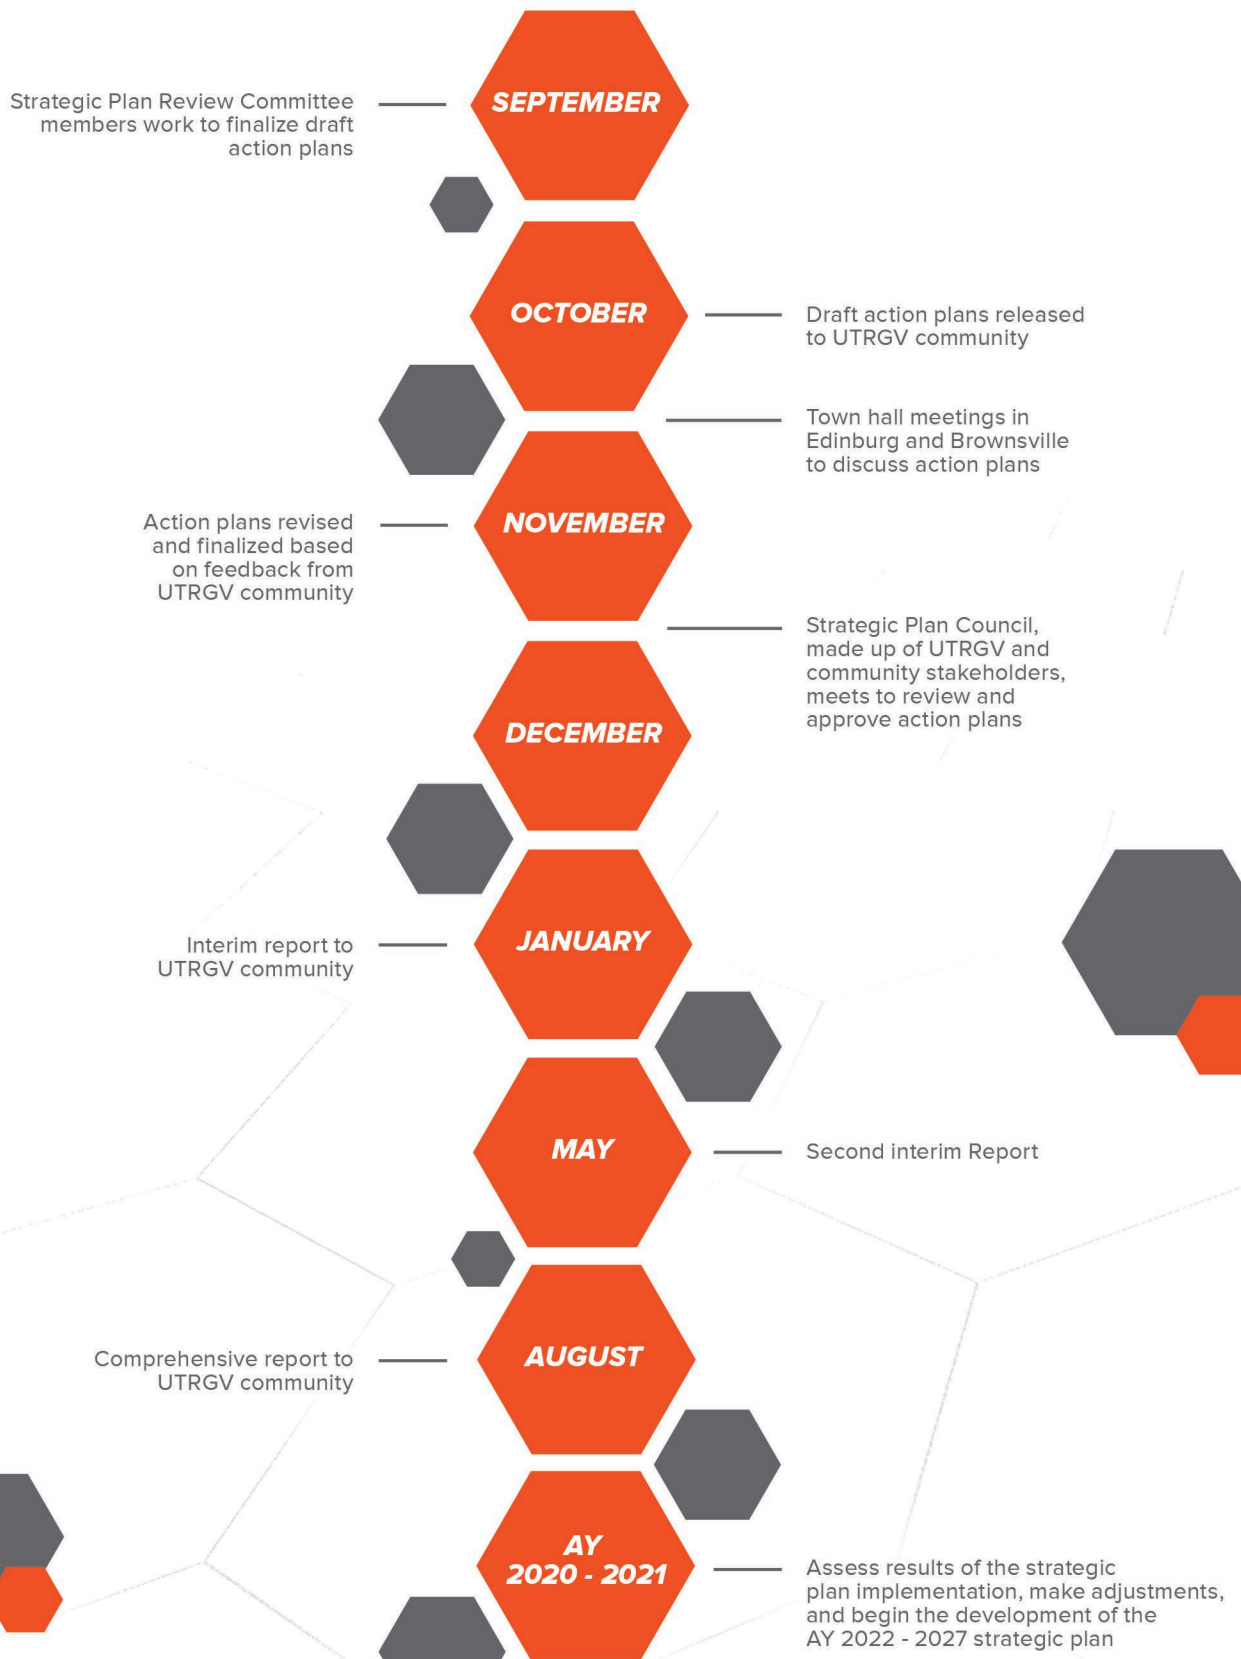 SEPTEMBER
Strategic Plan Review Committee
members work to finalize draft
action plans
OCTOBER
Draft action plans released
to UTRGV community
Town hall meetings in
Edinburg and Brownsville
to discuss action plans
NOVEMBER
Action plans revised
and finalized based
on feedback from
UTRGV community
Strategic Plan Council,
made up of UTRGV and
community stakeholders,
meets to review and
approve action plans
DECEMBER
JANUARY
Interim report to
UTRGV community
MAY
Second interim Report
AUGUST
Comprehensive report to
UTRGV community
AY
2020 - 2021
Assess results of the strategic
plan implementation, make adjustments,
and begin the development of the
AY 2022 - 2027 strategic plan